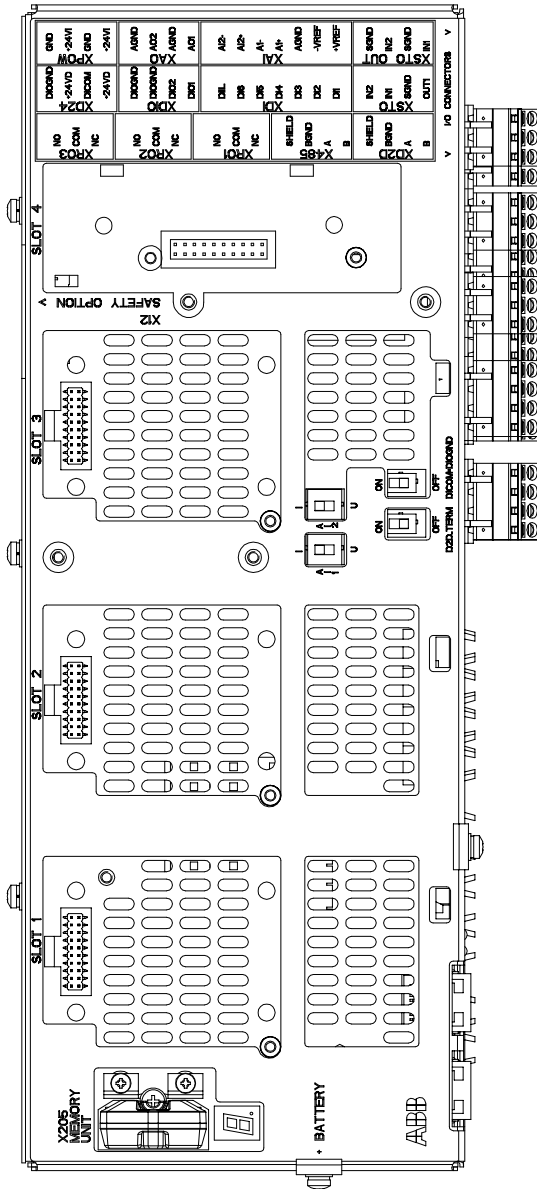 XPOW
GND
+24VI
GND
+24VI
XAO
AGND
AO2
AGND
AO1
XAI
AI2-
AI2+
A1-
A1+
AGND
-VREF
+VREF
XSTO OUT
SGND
IN2
SGND
IN1
XD24
DIOGND
+24VD
DICOM
+24VD
XDIO
DIOGND
DIOGND
DIO2
DIO1
XDI
DIIL
DI6
DI5
DI4
DI3
DI2
DI1
XSTO
IN2
IN1
SGND
OUT1
XRO3
NO
COM
NC
XRO2
NO
COM
NC
XRO1
NO
COM
NC
X485
SHIELD
BGND
A
B
XD2D
SHIELD
BGND
A
B
I/O CONNECTORS
SLOT 4
SAFETY OPTION
X12
SLOT 3
ON
OFF
DICOM-DIOGND
ON
OFF
D2D.TERM
I
U
AI2
I
U
AI1
SLOT 2
SLOT 1
X205
MEMORY
UNIT
+ BATTERY
ABB